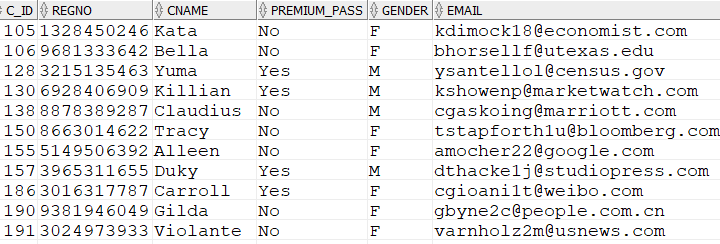 C_ID REGNO CNAME PREMIUM_PASS GENDER EMAIL
105 1328450246 Kata No F kdimock18@economist.com
106 9681333642 Bella No F bhorsellf@utexas.edu
128 3215135463 Yuma Yes M ysantellol@census.gov
130 6928406909 Killian Yes M kshowenp@marketwatch.com
138 8878389287 Claudius No M cgaskoing@marriott.com
150 8663014622 Tracy No F tstapforth1u@bloomberg.com
155 5149506392 Alleen No F amocher22@google.com
157 3965311655 Duky Yes M dthacke1j@studiopress.com
186 3016317787 Carroll Yes F cgioani1t@weibo.com
190 9381946049 Gilda No F gbyne2c@people.com.cn
191 3024973933 Violante No F varnholz2m@usnews.com